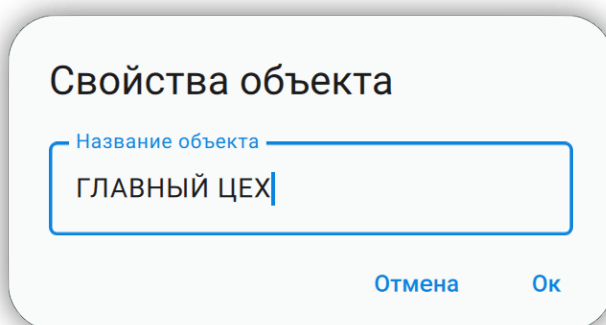 Свойства объекта
Название объекта
ГЛАВНЫЙ ЦЕХ
Отмена Ок